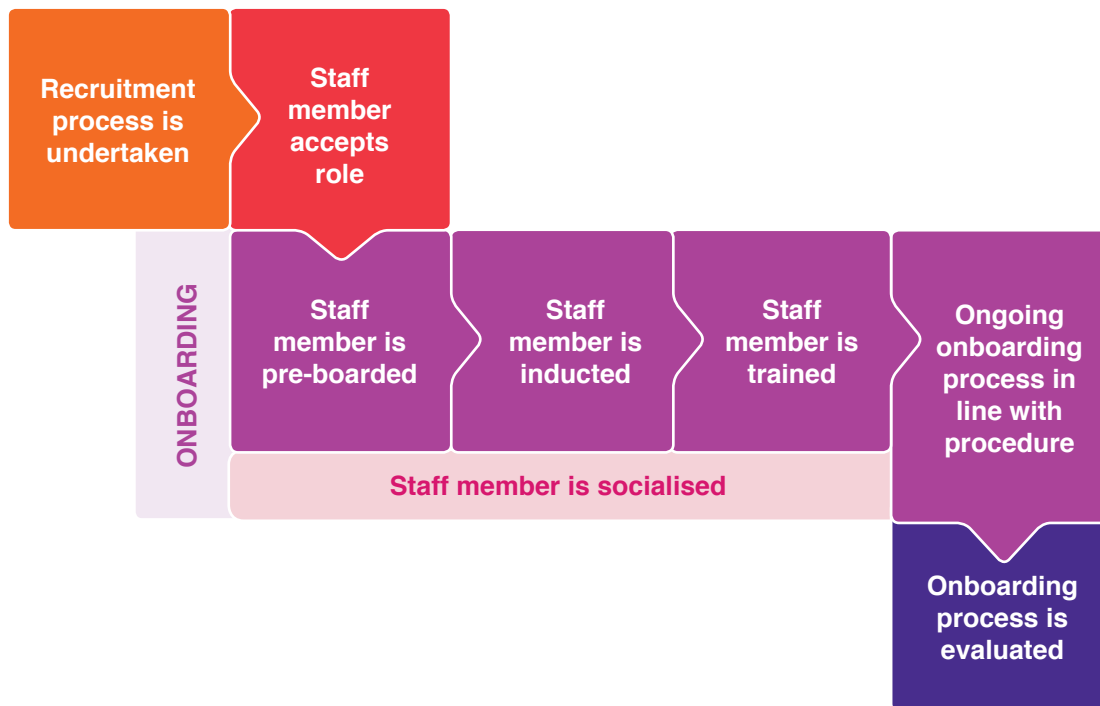 Recruitment
process is
undertaken
Staff
member
accepts
role
ONBOARDING
Staff
member is
pre-boarded
Staff
member is
inducted
Staff
member is
trained
Ongoing
onboarding
process in
line with
procedure
Staff member is socialised
Onboarding
process is
evaluated